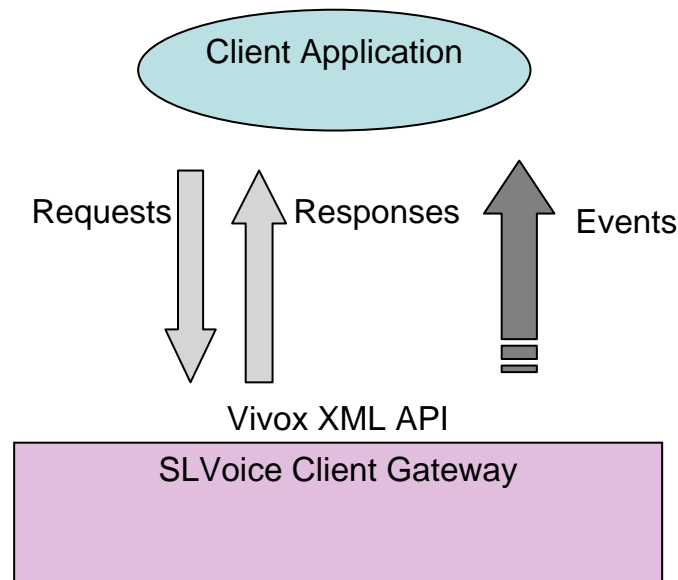 Client Application
Requests
Responses
Events
Vivox XML API
SLVoice Client Gateway